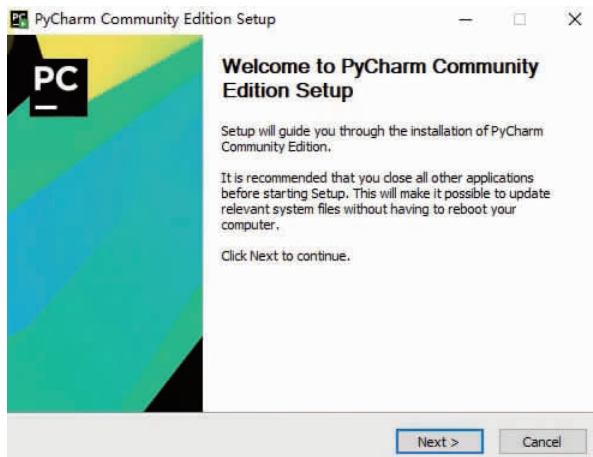 PyCharm Community Edition Setup
PC
Welcome to PyCharm Community
Edition Setup
Setup will guide you through the installation of PyCharm
Community Edition.
It is recommended that you close all other applications
before starting Setup. This will make it possible to update
relevant system files without having to reboot your
computer.
Click Next to continue.
Next >
Cancel